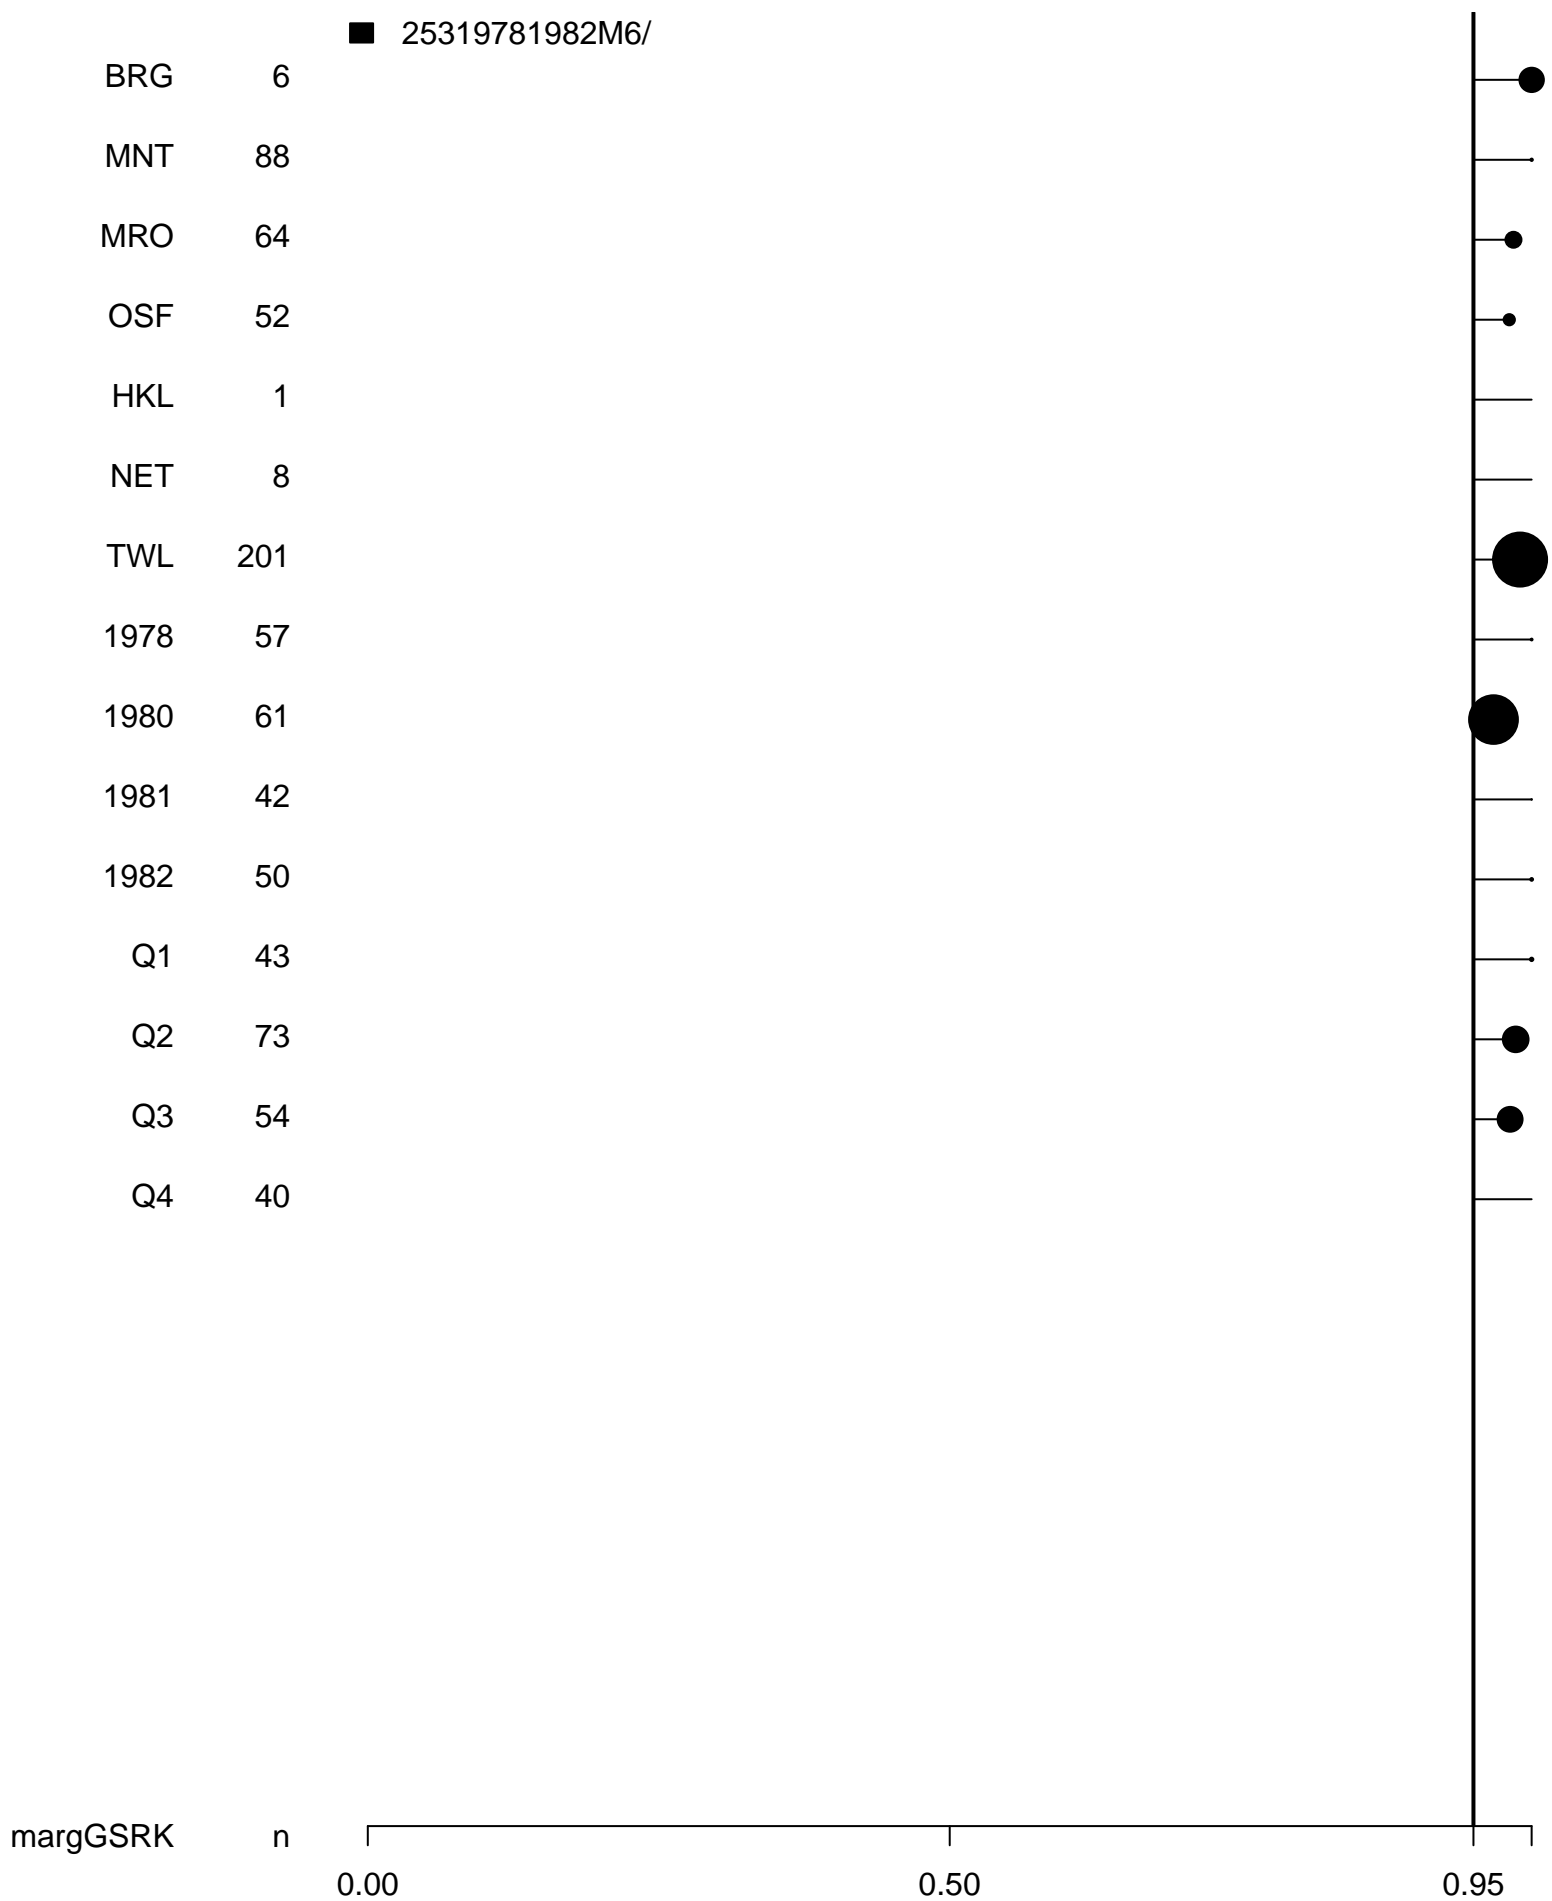 25319781982M6/
BRG 6
MNT 88
MRO 64
OSF 52
HKL 1
NET 8
TWL 201
1978 57
1980 61
1981 42
1982 50
Q1 43
Q2 73
Q3 54
Q4 40
margGSRK n
0.00 0.50 0.95